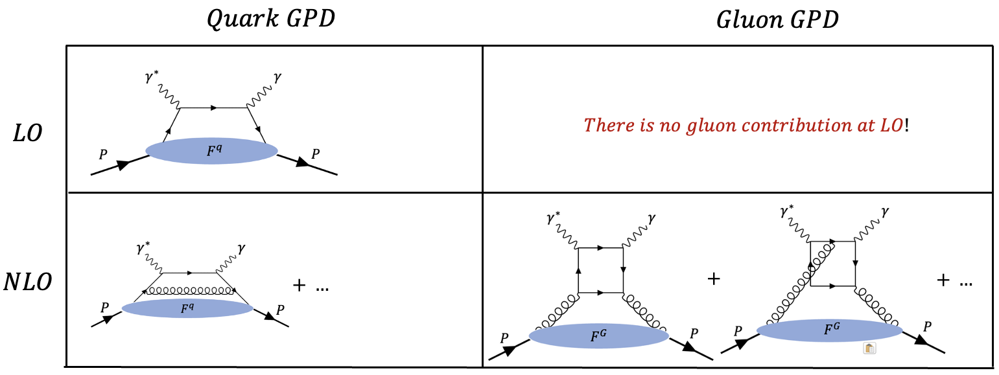 Quark GPD
Gluon GPD
LO
γ*
γ
P
F^q
P
There is no gluon contribution at LO!
NLO
γ*
γ
P
F^q
P
+ ...
γ*
γ
P
F^G
P
+
γ*
γ
P
F^G
P
+ ...